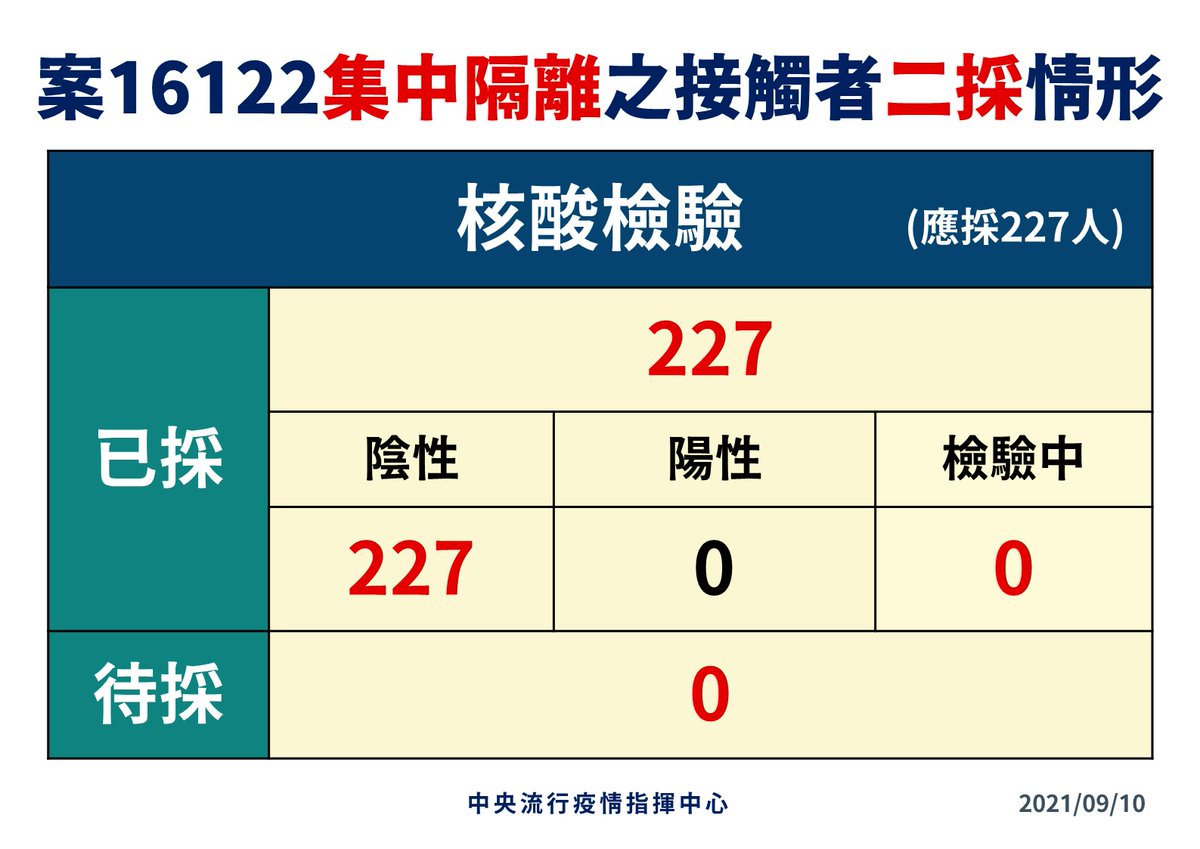 案16122集中隔離之接觸者二採情形
核酸檢驗 (應採227人)
已採
227
陰性 陽性 檢驗中
227 0 0
待採 0
中央流行疫情指揮中心 2021/09/10